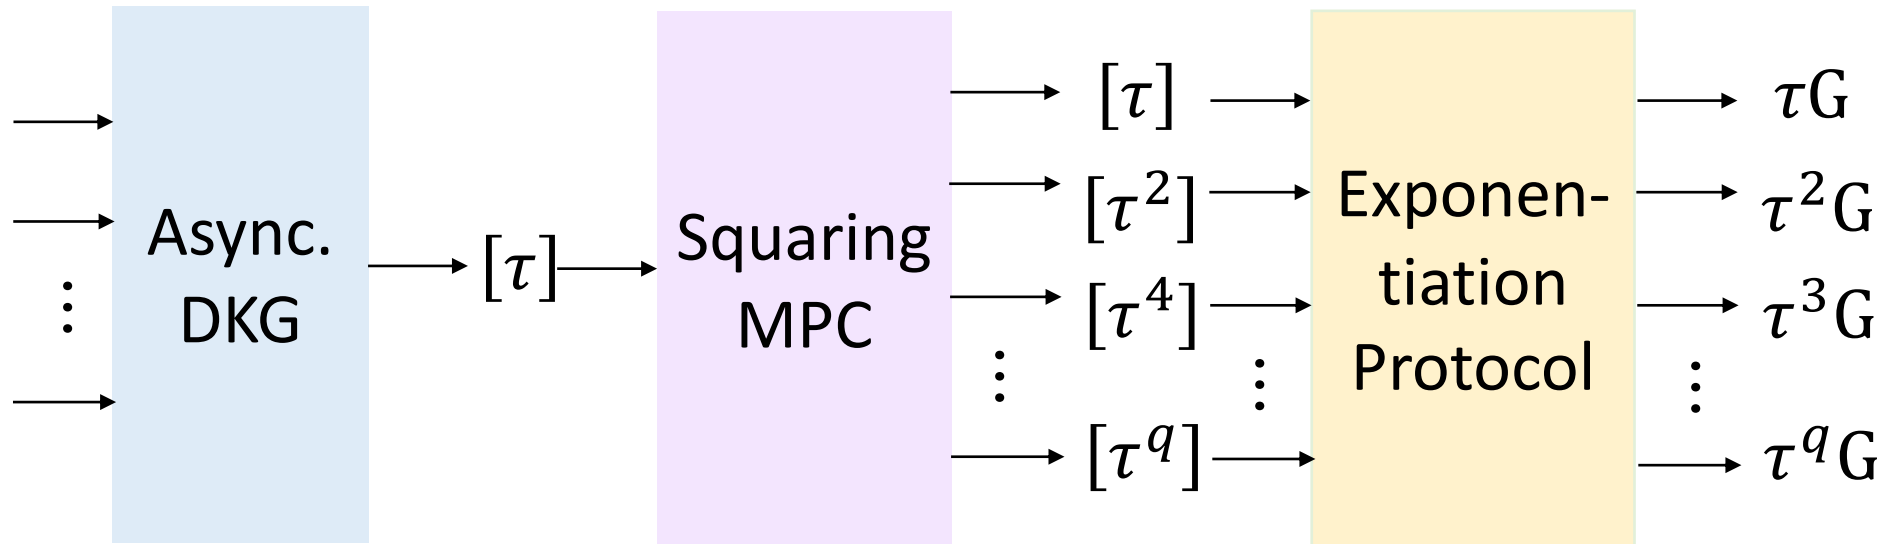 Async.
DKG
[τ]
Squaring
MPC
[τ]
[τ²]
[τ⁴]
⋮
[τ^q]
Exponen-
tiation
Protocol
τG
τ²G
τ³G
⋮
τ^qG